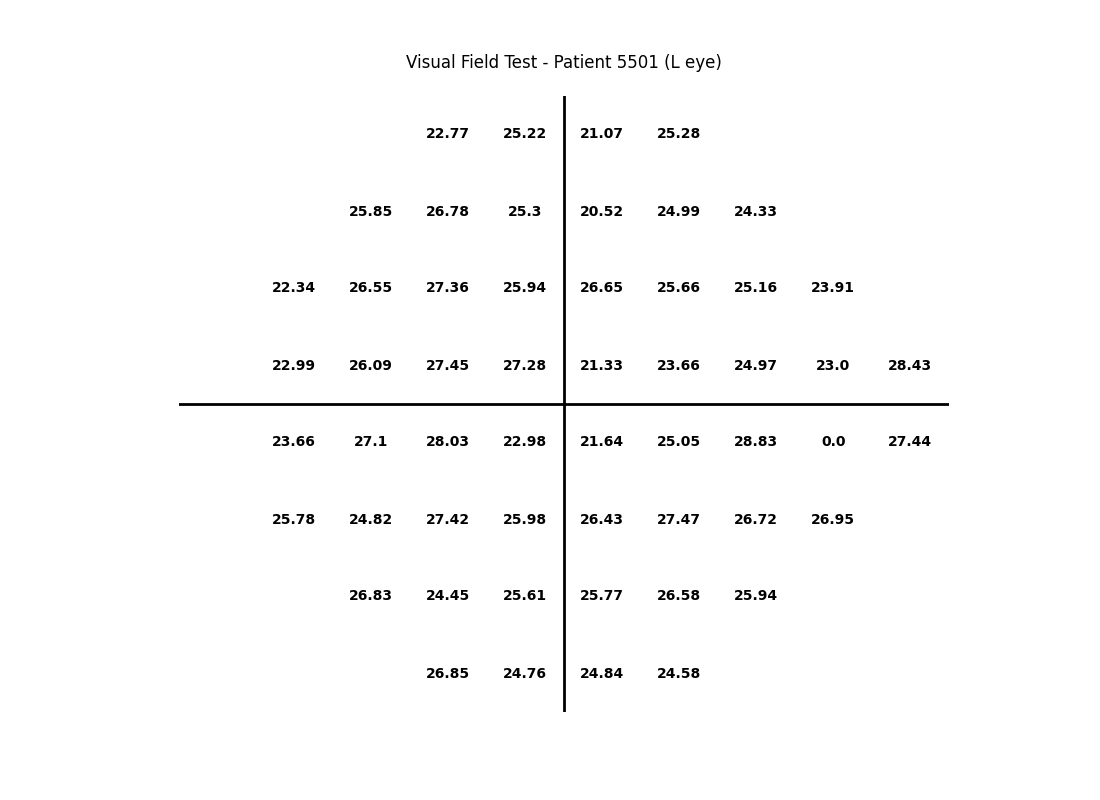 Visual Field Test - Patient 5501 (L eye)
22.77 25.22 21.07 25.28
25.85 26.78 25.3 20.52 24.99 24.33
22.34 26.55 27.36 25.94 26.65 25.66 25.16 23.91
22.99 26.09 27.45 27.28 21.33 23.66 24.97 23.0 28.43
23.66 27.1 28.03 22.98 21.64 25.05 28.83 0.0 27.44
25.78 24.82 27.42 25.98 26.43 27.47 26.72 26.95
26.83 24.45 25.61 25.77 26.58 25.94
26.85 24.76 24.84 24.58